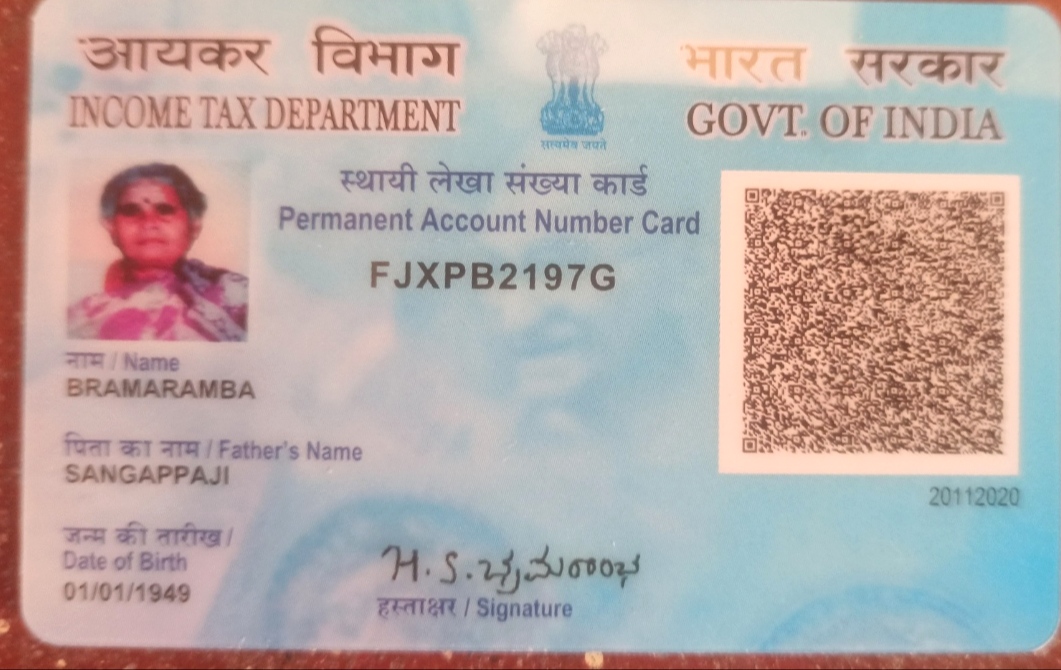 आयकर विभाग
INCOME TAX DEPARTMENT
सत्यमेव जयते
भारत सरकार
GOVT. OF INDIA
स्थायी लेखा संख्या कार्ड
Permanent Account Number Card
FJXPB2197G
नाम / Name
BRAMARAMBA
पिता का नाम / Father's Name
SANGAPPAJI
20112020
जन्म की तारीख /
Date of Birth
01/01/1949
H. S.
हस्ताक्षर / Signature